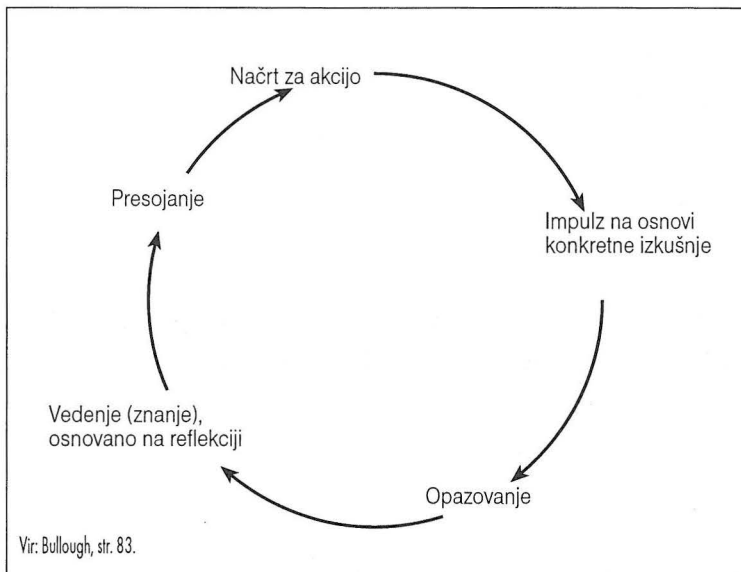 Načrt za akcijo
Impulz na osnovi
konkretne izkušnje
Opazovanje
Vedenje (znanje),
osnovano na refleksiji
Presojanje
Vir: Bullough, str. 83.